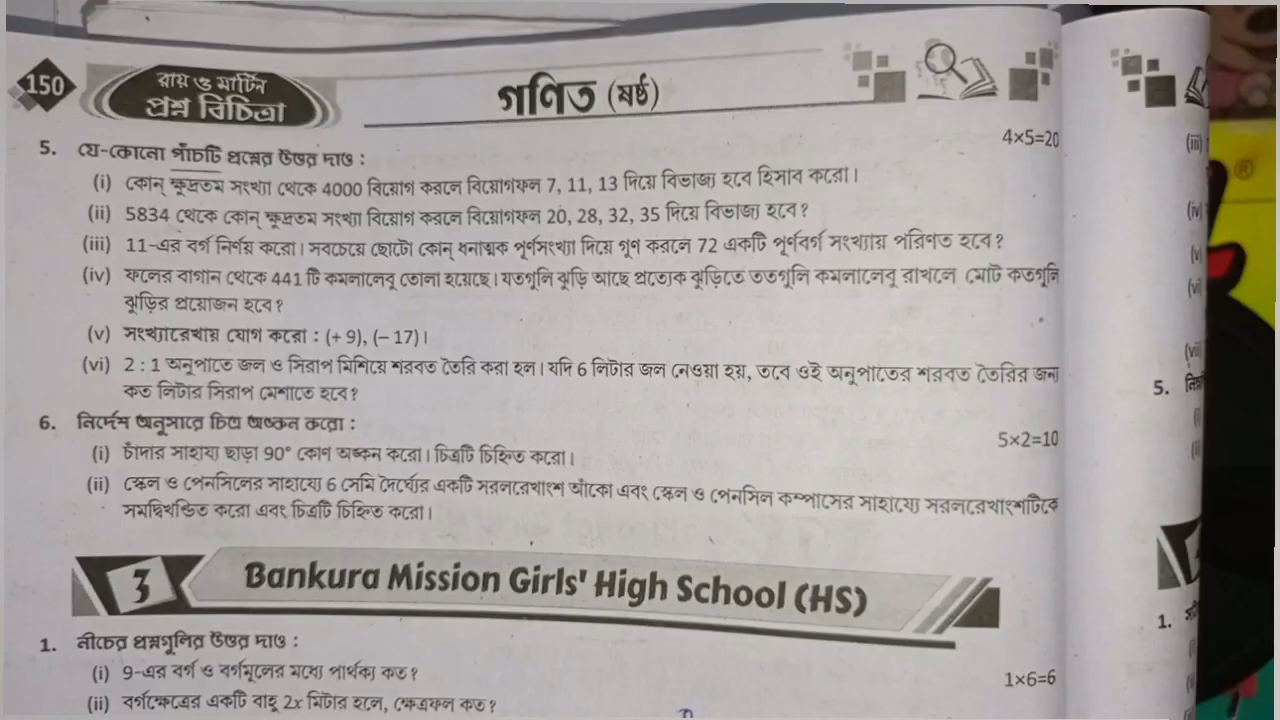 150
রায় ও মার্টিন
প্রশ্ন বিচিত্রা
গণিত (ষষ্ঠ)
5. যে-কোনো পাঁচটি প্রশ্নের উত্তর দাও :
4×5=20
(i) কোন্ ক্ষুদ্রতম সংখ্যা থেকে 4000 বিয়োগ করলে বিয়োগফল 7, 11, 13 দিয়ে বিভাজ্য হবে হিসাব করো।
(ii) 5834 থেকে কোন্ ক্ষুদ্রতম সংখ্যা বিয়োগ করলে বিয়োগফল 20, 28, 32, 35 দিয়ে বিভাজ্য হবে?
(iii) 11-এর বর্গ নির্ণয় করো। সবচেয়ে ছোটো কোন্ ধনাত্মক পূর্ণসংখ্যা দিয়ে গুণ করলে 72 একটি পূর্ণবর্গ সংখ্যায় পরিণত হবে?
(iv) ফলের বাগান থেকে 441 টি কমলালেবু তোলা হয়েছে। যতগুলি ঝুড়ি আছে প্রত্যেক ঝুড়িতে ততগুলি কমলালেবু রাখলে মোট কতগুলি
ঝুড়ির প্রয়োজন হবে?
(v) সংখ্যারেখায় যোগ করো : (+ 9), (– 17)।
(vi) 2 : 1 অনুপাতে জল ও সিরাপ মিশিয়ে শরবত তৈরি করা হল। যদি 6 লিটার জল নেওয়া হয়, তবে ওই অনুপাতের শরবত তৈরির জন্য
কত লিটার সিরাপ মেশাতে হবে?
6. নির্দেশ অনুসারে চিত্র অঙ্কন করো :
5×2=10
(i) চাঁদার সাহায্য ছাড়া 90° কোণ অঙ্কন করো। চিত্রটি চিহ্নিত করো।
(ii) স্কেল ও পেনসিলের সাহায্যে 6 সেমি দৈর্ঘ্যের একটি সরলরেখাংশ আঁকো এবং স্কেল ও পেনসিল কম্পাসের সাহায্যে সরলরেখাংশটিকে
সমদ্বিখণ্ডিত করো এবং চিত্রটি চিহ্নিত করো।
3 Bankura Mission Girls' High School (HS)
1. নীচের প্রশ্নগুলির উত্তর দাও :
1×6=6
(i) 9-এর বর্গ ও বর্গমূলের মধ্যে পার্থক্য কত?
(ii) বর্গক্ষেত্রের একটি বাহু 2x মিটার হলে, ক্ষেত্রফল কত?
(iii)
(iv)
(v)
(vi)
(vii)
5.
(i)
(ii)
1.